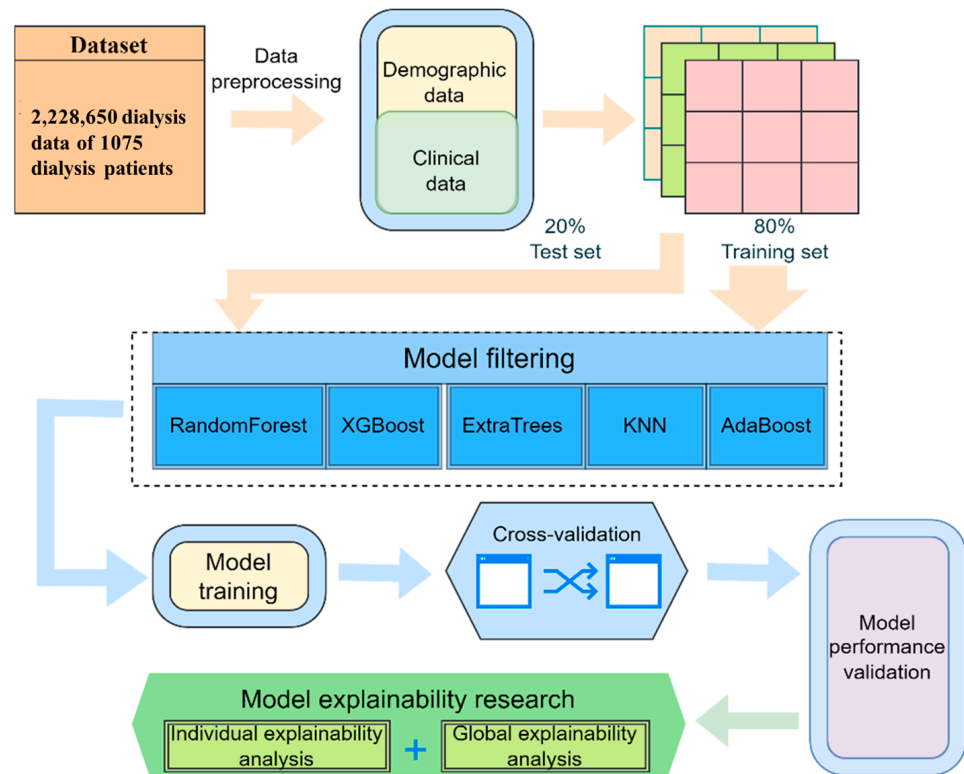 Dataset
2,228,650 dialysis
data of 1075
dialysis patients
Data
preprocessing
Demographic
data
Clinical
data
20%
Test set
80%
Training set
Model filtering
RandomForest
XGBoost
ExtraTrees
KNN
AdaBoost
Model
training
Cross-validation
Model
performance
validation
Model explainability research
Individual explainability
analysis
+
Global explainability
analysis